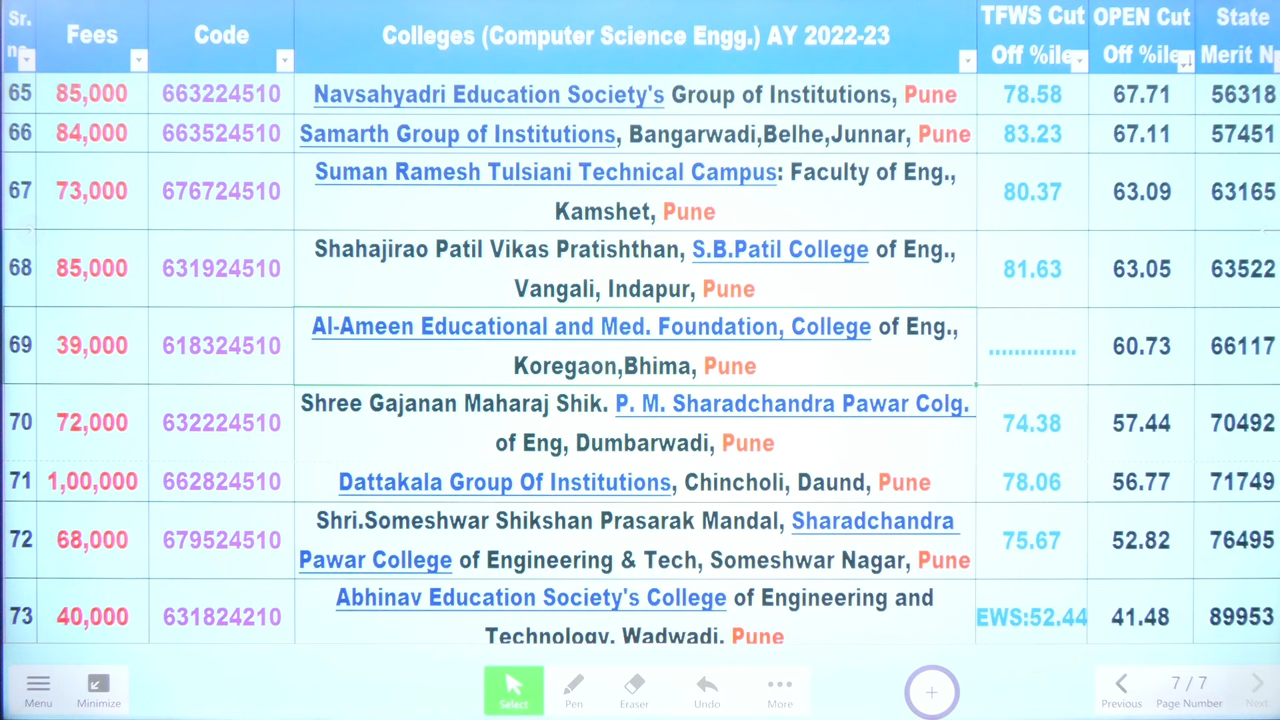 Sr. no Fees Code Colleges (Computer Science Engg.) AY 2022-23 TFWS Cut Off %ile OPEN Cut Off %ile State Merit N
65 85,000 663224510 Navsahyadri Education Society's Group of Institutions, Pune 78.58 67.71 56318
66 84,000 663524510 Samarth Group of Institutions, Bangarwadi,Belhe,Junnar, Pune 83.23 67.11 57451
67 73,000 676724510 Suman Ramesh Tulsiani Technical Campus: Faculty of Eng.,
Kamshet, Pune 80.37 63.09 63165
68 85,000 631924510 Shahajirao Patil Vikas Pratishthan, S.B.Patil College of Eng.,
Vangali, Indapur, Pune 81.63 63.05 63522
69 39,000 618324510 Al-Ameen Educational and Med. Foundation, College of Eng.,
Koregaon,Bhima, Pune .............. 60.73 66117
70 72,000 632224510 Shree Gajanan Maharaj Shik. P. M. Sharadchandra Pawar Colg.
of Eng, Dumbarwadi, Pune 74.38 57.44 70492
71 1,00,000 662824510 Dattakala Group Of Institutions, Chincholi, Daund, Pune 78.06 56.77 71749
72 68,000 679524510 Shri.Someshwar Shikshan Prasarak Mandal, Sharadchandra
Pawar College of Engineering & Tech, Someshwar Nagar, Pune 75.67 52.82 76495
73 40,000 631824210 Abhinav Education Society's College of Engineering and
Technology, Wadwadi, Pune EWS:52.44 41.48 89953
Menu Minimize Select Pen Eraser Undo More Previous 7 / 7 Page Number Next